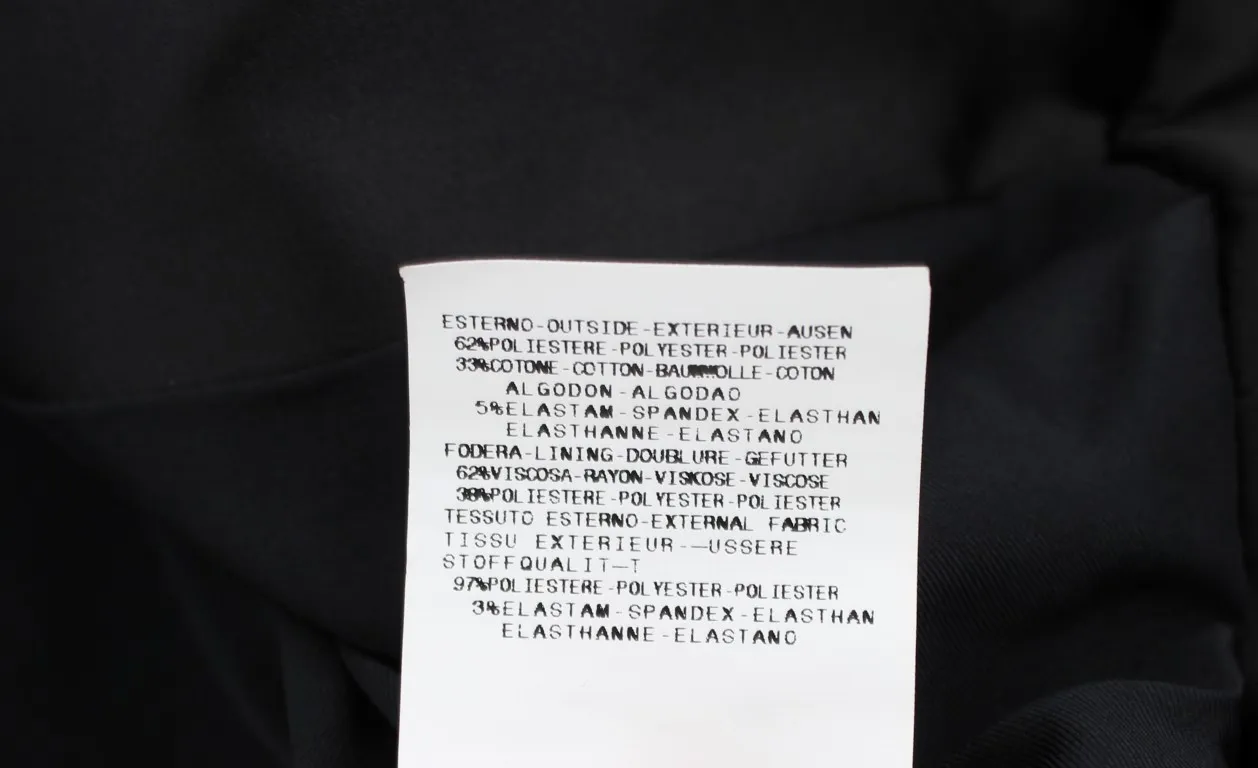 ESTERNO-OUTSIDE-EXTERIEUR-AUSEN
62%POLIESTERE-POLYESTER-POLIESTER
33%COTONE-COTTON-BAUMWOLLE-COTON
ALGODON-ALGODAO
5%ELASTAM-SPANDEX-ELASTHAN
ELASTHANNE-ELASTANO
FODERA-LINING-DOUBLURE-GEFUTTER
62%VISCOSA-RAYON-VISKOSE-VISCOSE
38%POLIESTERE-POLYESTER-POLIESTER
TESSUTO ESTERNO-EXTERNAL FABRIC
TISSU EXTERIEUR-—USSERE
STOFFQUALIT—T
97%POLIESTERE-POLYESTER-POLIESTER
3%ELASTAM-SPANDEX-ELASTHAN
ELASTHANNE-ELASTANO